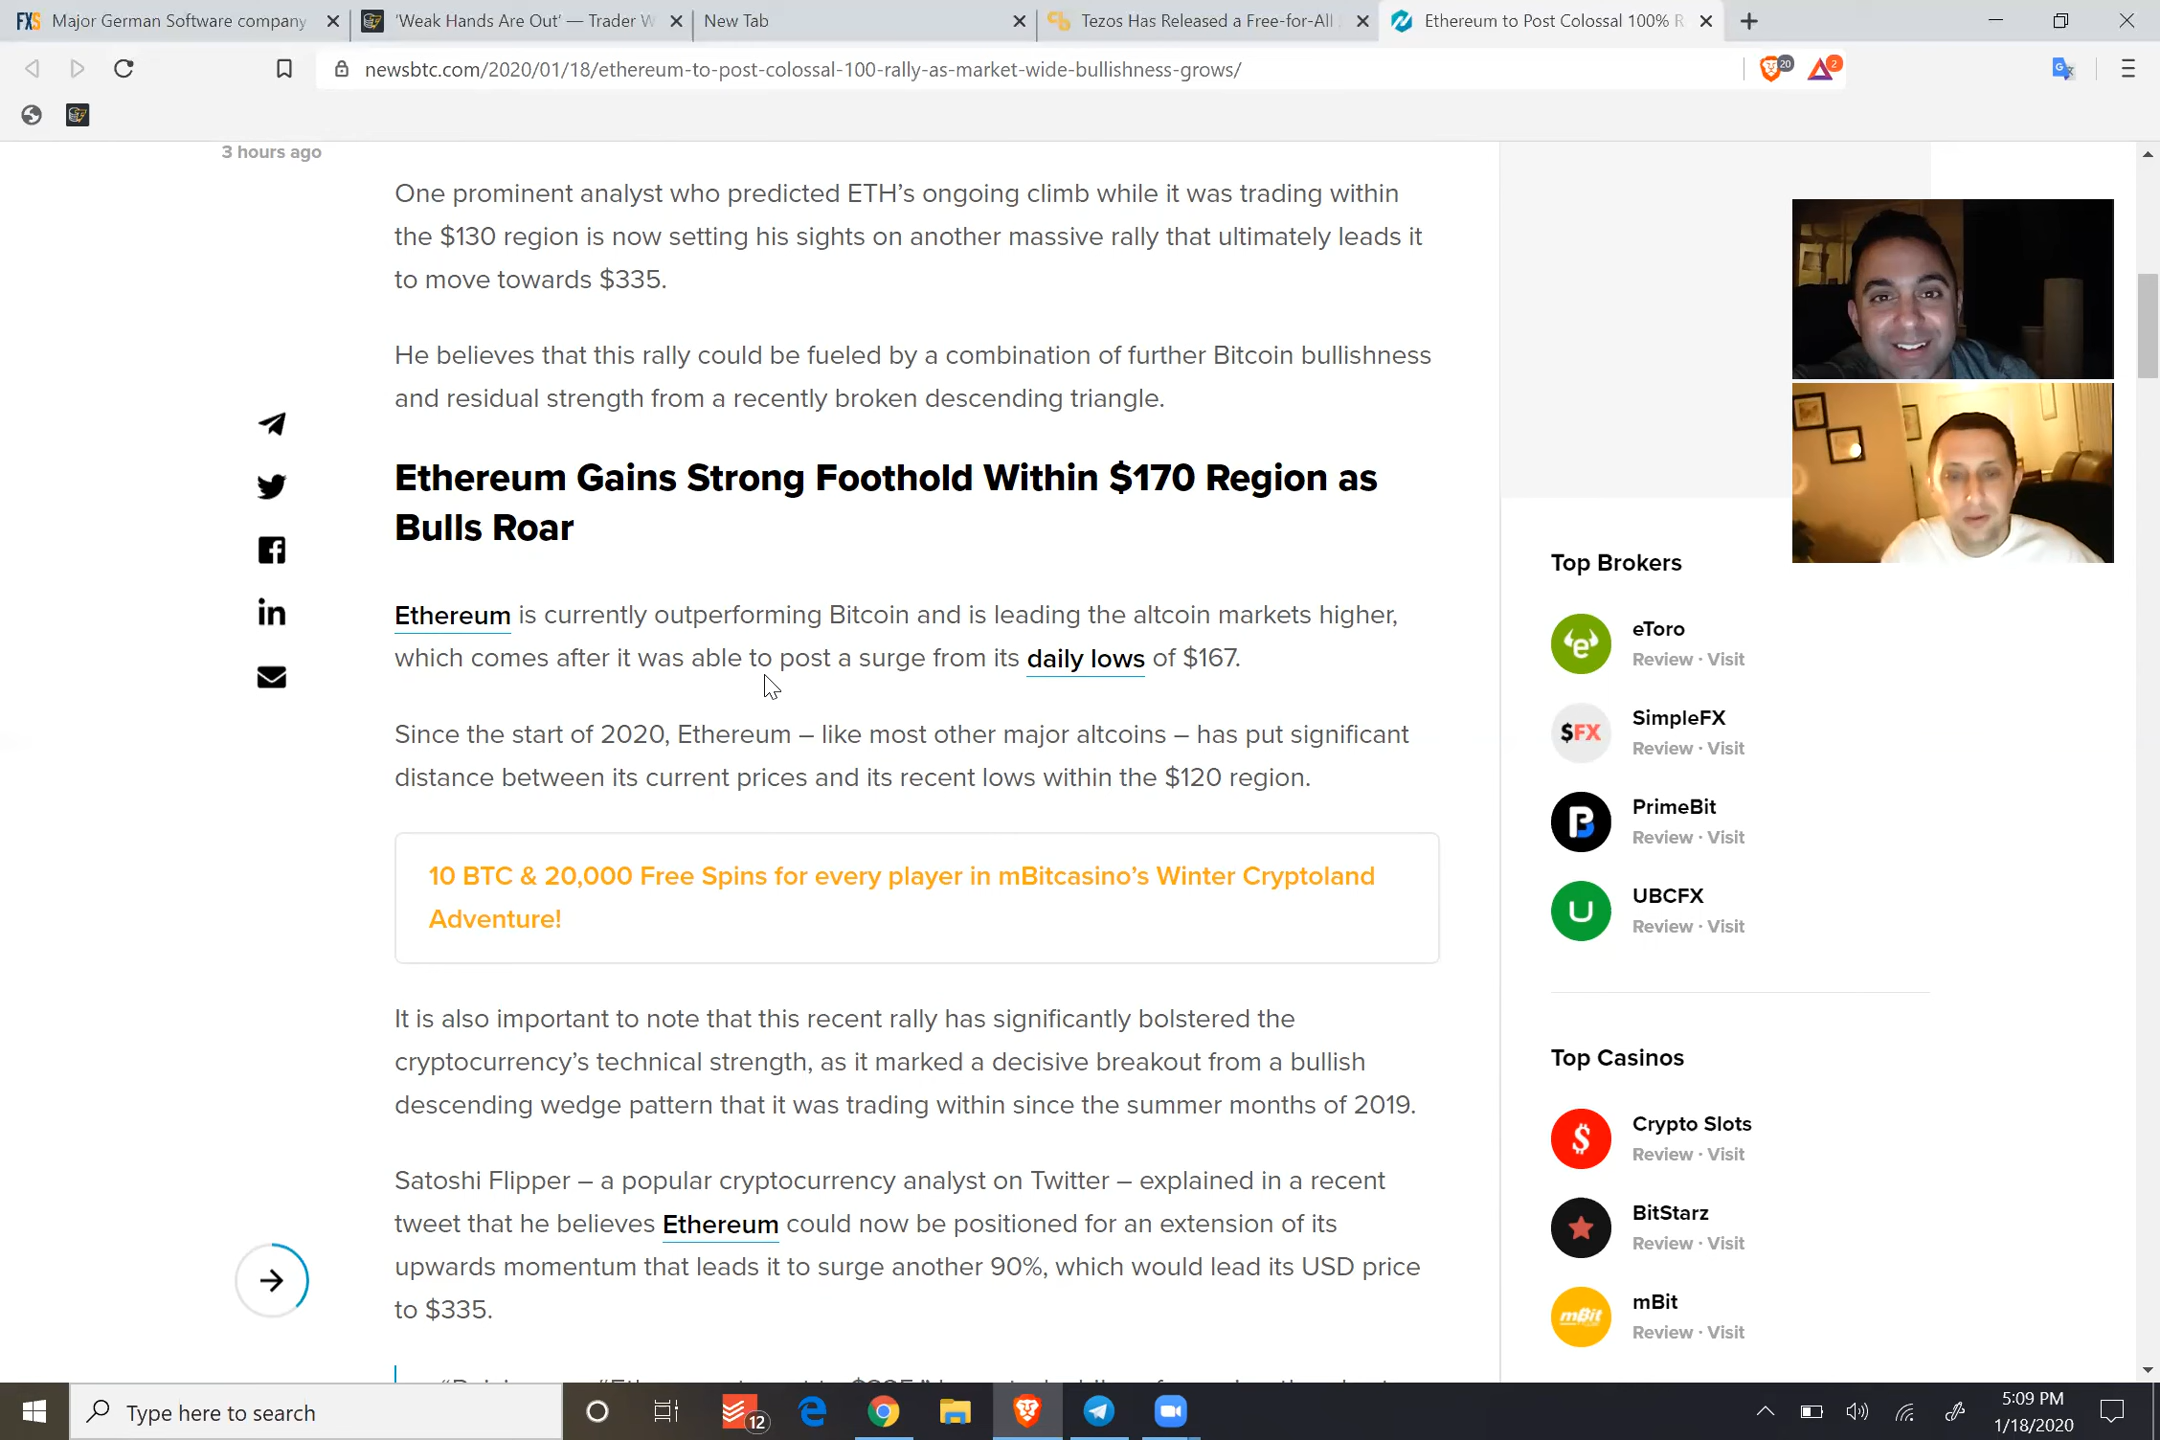 FXS Major German Software company
'Weak Hands Are Out' — Trader W
New Tab
Tezos Has Released a Free-for-All
Ethereum to Post Colossal 100% R
newsbtc.com/2020/01/18/ethereum-to-post-colossal-100-rally-as-market-wide-bullishness-grows/
20
2
3 hours ago
One prominent analyst who predicted ETH's ongoing climb while it was trading within
the $130 region is now setting his sights on another massive rally that ultimately leads it
to move towards $335.
He believes that this rally could be fueled by a combination of further Bitcoin bullishness
and residual strength from a recently broken descending triangle.
Ethereum Gains Strong Foothold Within $170 Region as
Bulls Roar
Ethereum is currently outperforming Bitcoin and is leading the altcoin markets higher,
which comes after it was able to post a surge from its daily lows of $167.
Since the start of 2020, Ethereum – like most other major altcoins – has put significant
distance between its current prices and its recent lows within the $120 region.
10 BTC & 20,000 Free Spins for every player in mBitcasino's Winter Cryptoland
Adventure!
It is also important to note that this recent rally has significantly bolstered the
cryptocurrency's technical strength, as it marked a decisive breakout from a bullish
descending wedge pattern that it was trading within since the summer months of 2019.
Satoshi Flipper – a popular cryptocurrency analyst on Twitter – explained in a recent
tweet that he believes Ethereum could now be positioned for an extension of its
upwards momentum that leads it to surge another 90%, which would lead its USD price
to $335.
Top Brokers
eToro
Review · Visit
$FX
SimpleFX
Review · Visit
PrimeBit
Review · Visit
U
UBCFX
Review · Visit
Top Casinos
Crypto Slots
Review · Visit
BitStarz
Review · Visit
mBit
mBit
Review · Visit
Type here to search
12
5:09 PM
1/18/2020